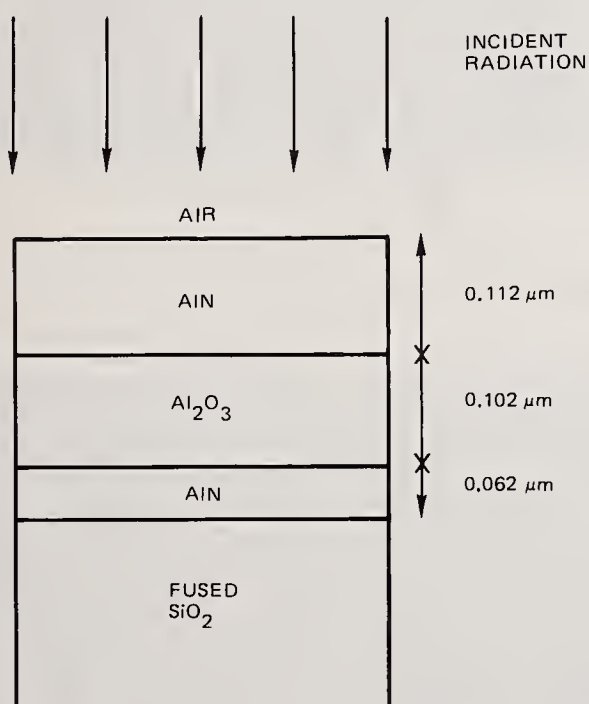 INCIDENT
RADIATION
AIR
AlN
0.112 μm
Al2O3
0.102 μm
AlN
0.062 μm
FUSED
SiO2